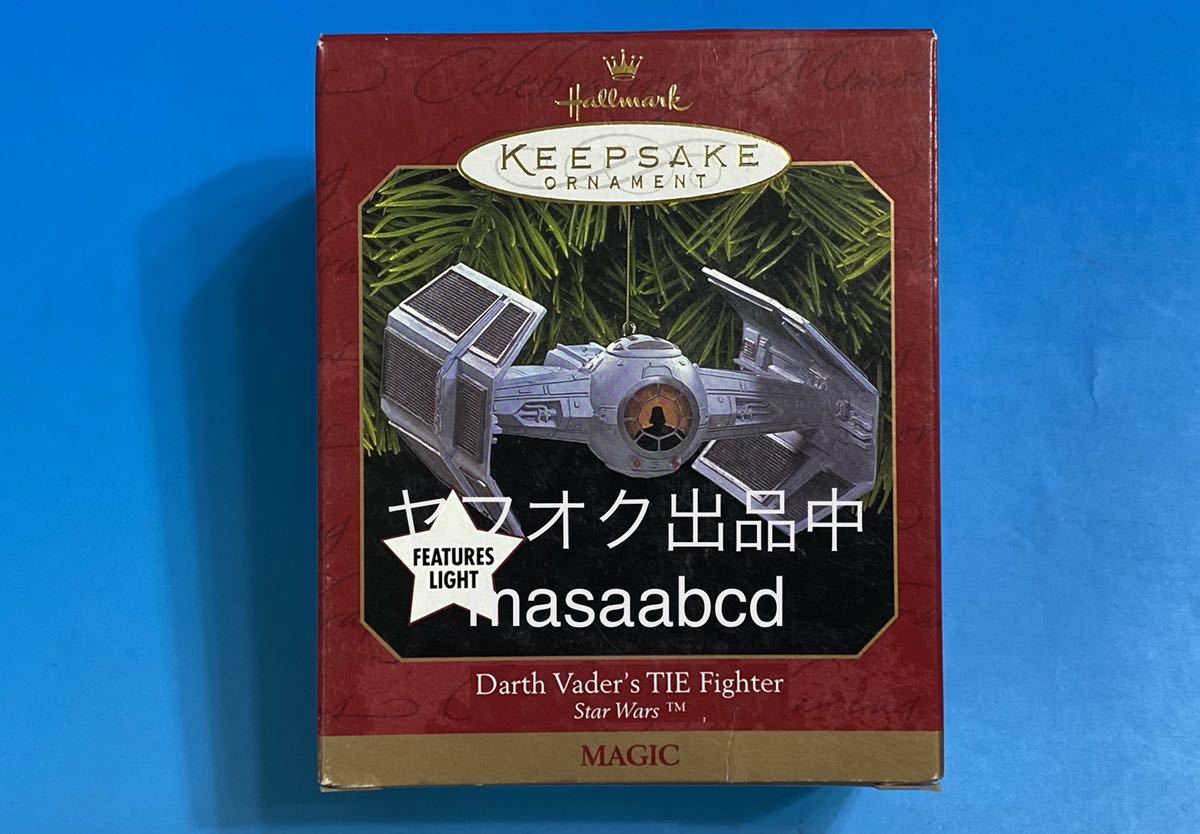 Hallmark
KEEPSAKE
ORNAMENT
ヤフオク出品中
FEATURES
LIGHT
masaabcd
Darth Vader's TIE Fighter
Star Wars ™
MAGIC